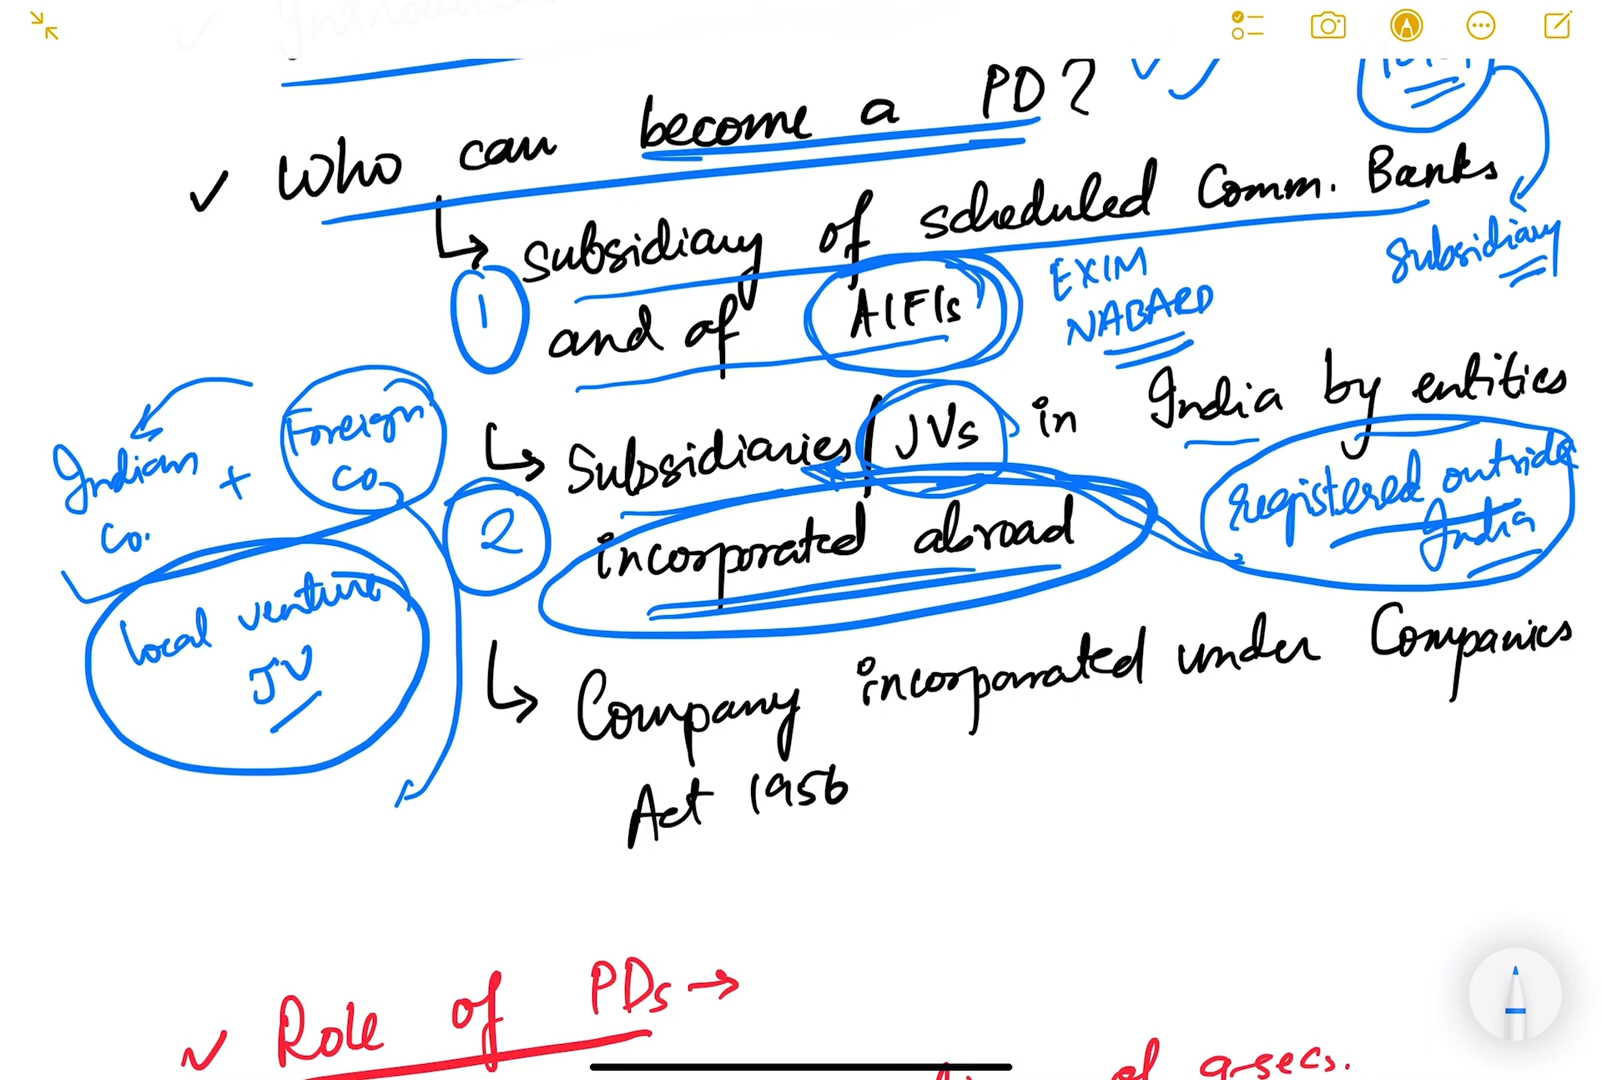 Who can become a PD?
subsidiary of scheduled Comm. Banks
subsidiary
1
and of AIFIs
EXIM
NABARD
Subsidiaries/JVs in India by entities
incorporated abroad
registered outside
India
2
Indian
co.
+
Foreign
co.
local venture
JV
Company incorporated under Companies
Act 1956
Role of PDs →
of g-secs.